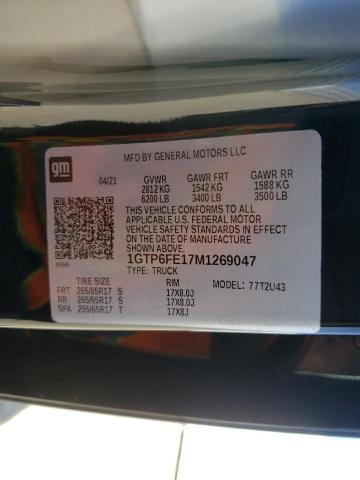 gm
MFD BY GENERAL MOTORS LLC
04/21 GVWR GAWR FRT GAWR RR
2812 KG 1542 KG 1588 KG
6200 LB 3400 LB 3500 LB
THIS VEHICLE CONFORMS TO ALL
APPLICABLE U.S. FEDERAL MOTOR
VEHICLE SAFETY STANDARDS IN EFFECT
ON THE DATE OF MANUFACTURE
SHOWN ABOVE.
1GTP6FE17M1269047
TYPE: TRUCK
TIRE SIZE RIM MODEL: 77T2U43
FRT 265/65R17 S 17X8.0J
RR 265/65R17 S 17X8.0J
SPA 255/65R17 T 17X8J